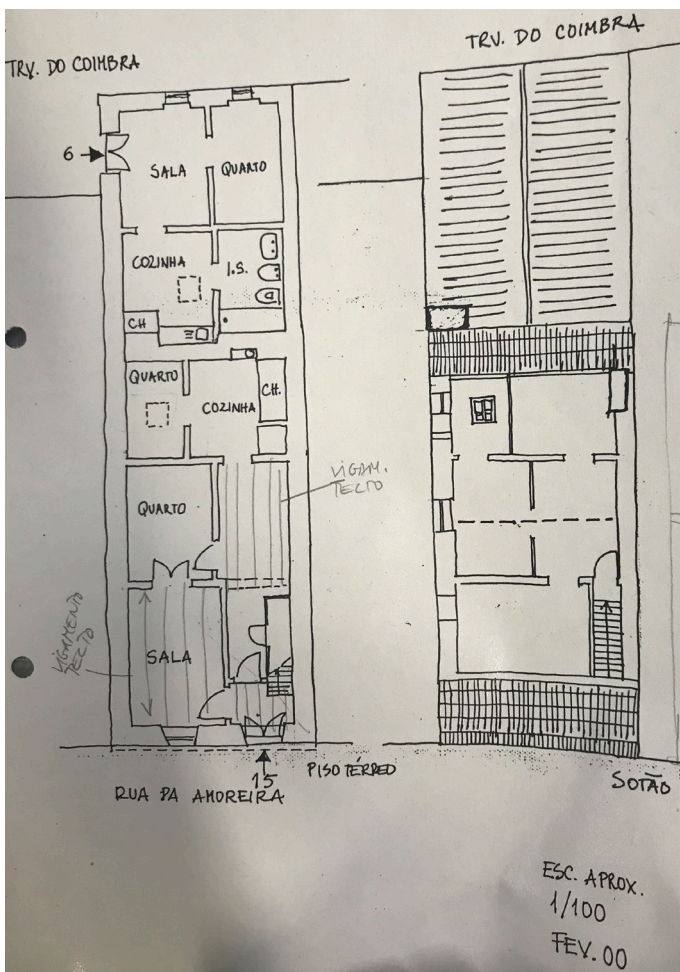 TRV. DO COIMBRA
TRV. DO COIMBRA
6
SALA
QUARTO
COZINHA
I.S.
CH
QUARTO
COZINHA
CH.
VIGAM.
TECTO
QUARTO
VIGAMENTO
TECTO
SALA
PISO TÉRREO
15
RUA DA AMOREIRA
SOTÃO
ESC. APROX.
1/100
FEV. 00